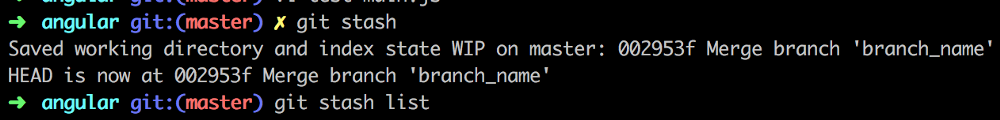 ➜ angular git:(master) ✗ git stash
Saved working directory and index state WIP on master: 002953f Merge branch 'branch_name'
HEAD is now at 002953f Merge branch 'branch_name'
➜ angular git:(master) git stash list